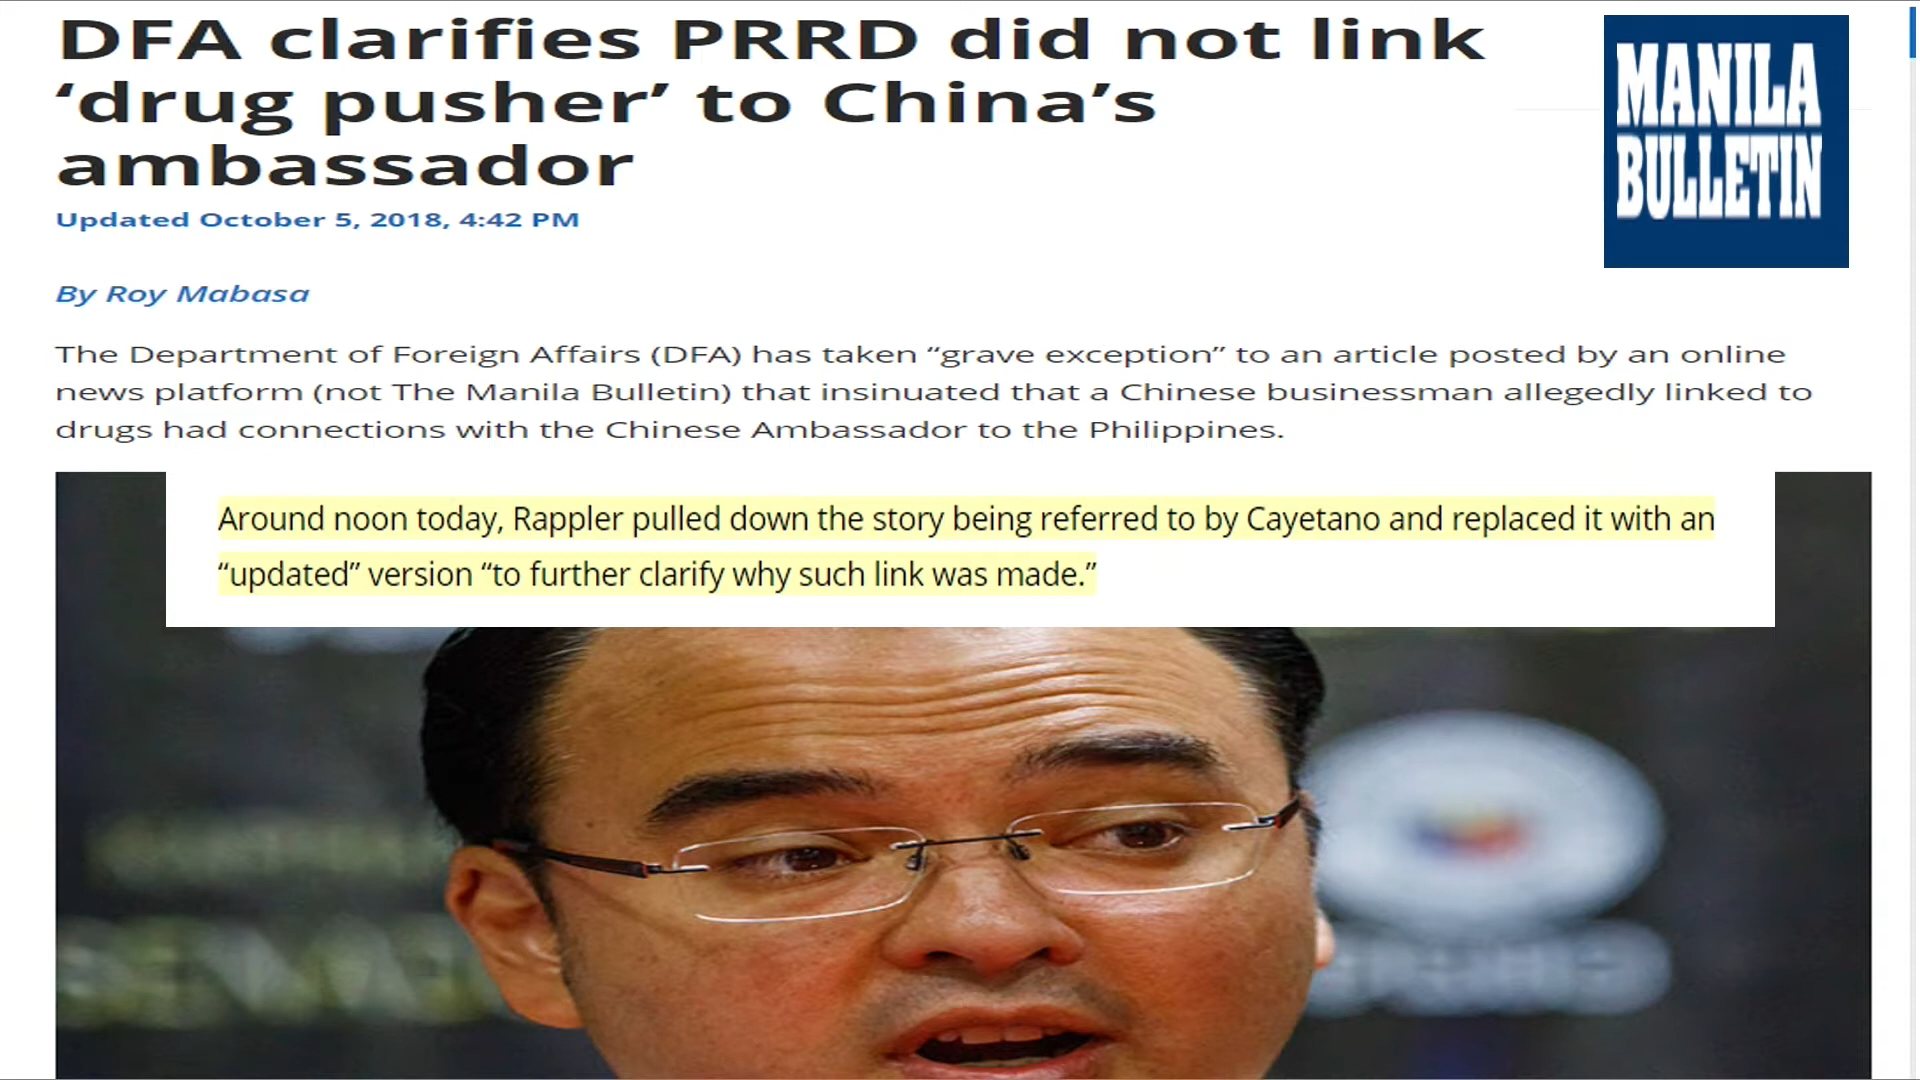 DFA clarifies PRRD did not link
‘drug pusher’ to China’s
ambassador
MANILA
BULLETIN
Updated October 5, 2018, 4:42 PM
By Roy Mabasa
The Department of Foreign Affairs (DFA) has taken “grave exception” to an article posted by an online
news platform (not The Manila Bulletin) that insinuated that a Chinese businessman allegedly linked to
drugs had connections with the Chinese Ambassador to the Philippines.
Around noon today, Rappler pulled down the story being referred to by Cayetano and replaced it with an
“updated” version “to further clarify why such link was made.”